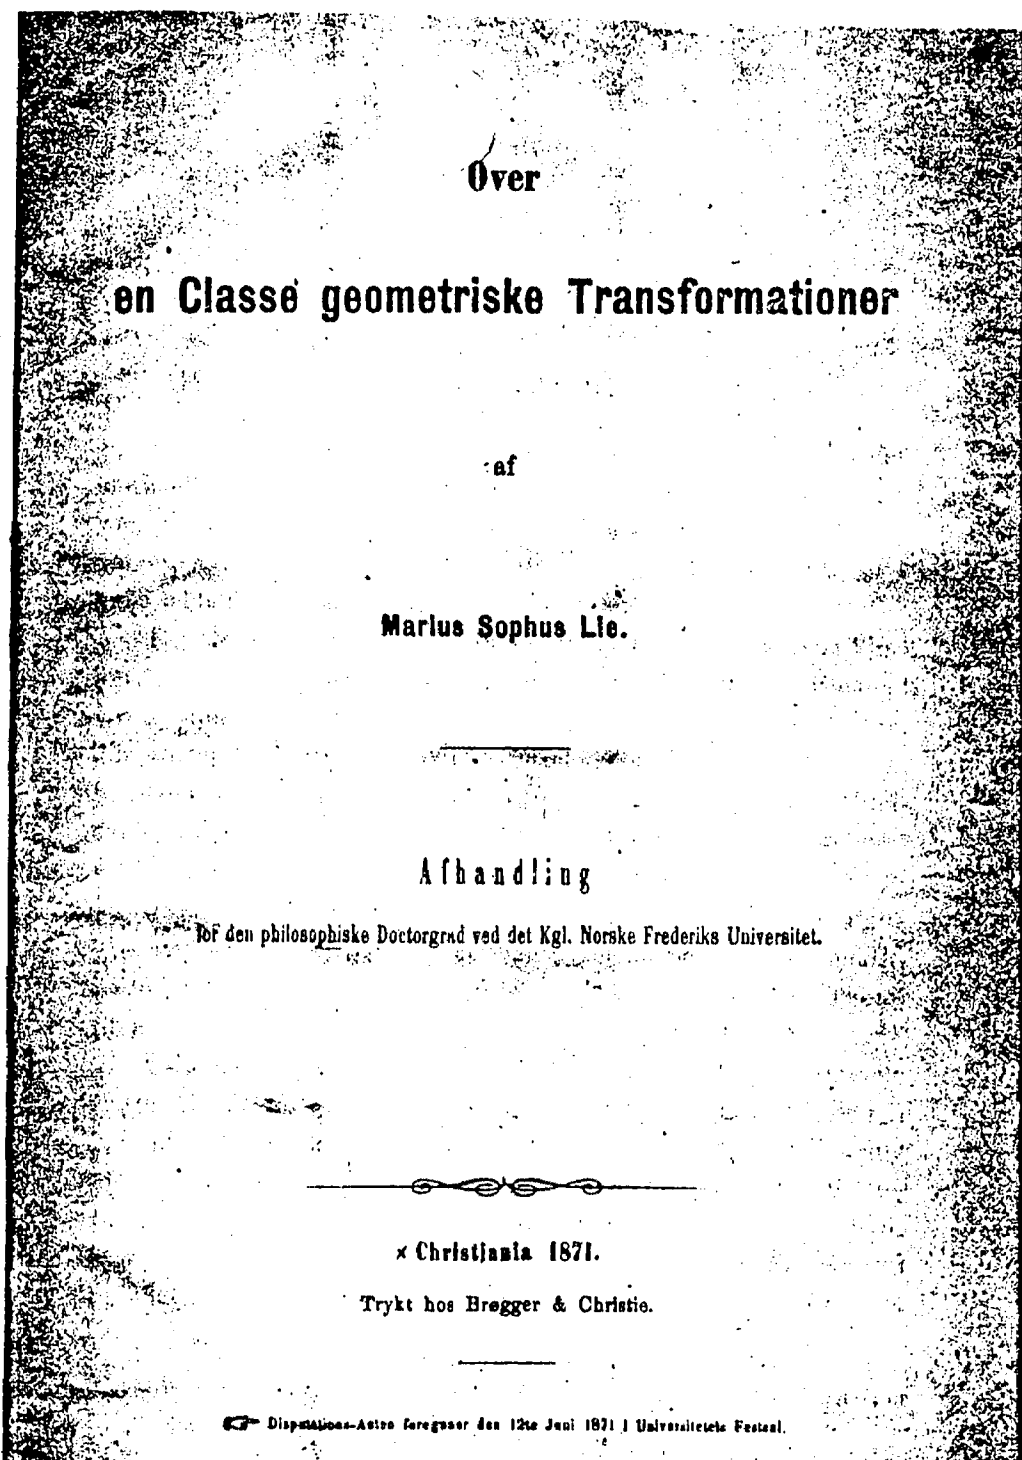 Over
en Classe geometriske Transformationer
af
Marius Sophus Lie.
Afhandling
for den philosophiske Doctorgrad ved det Kgl. Norske Frederiks Universitet.
Christiania 1871.
Trykt hos Brøgger & Christie.
Disputations-Acten foregaaer den 12te Juni 1871 i Universitetets Festsal.